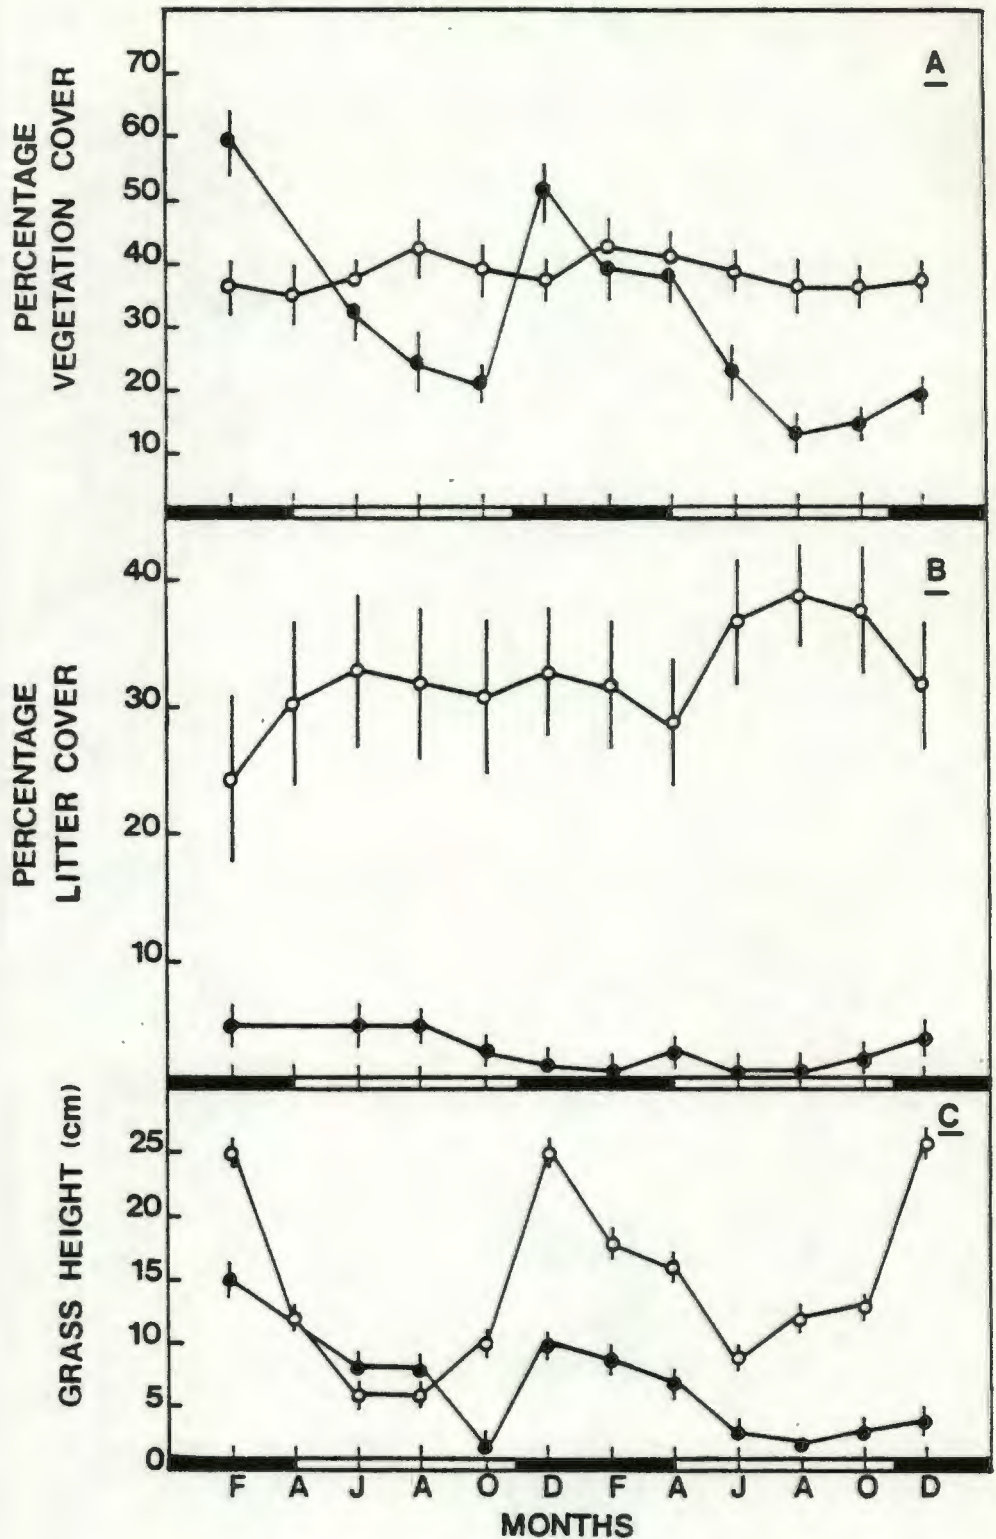 A
PERCENTAGE
VEGETATION COVER
70
60
50
40
30
20
10
B
PERCENTAGE
LITTER COVER
40
30
20
10
C
GRASS HEIGHT (cm)
25
20
15
10
5
0
F A J A O D F A J A O D
MONTHS